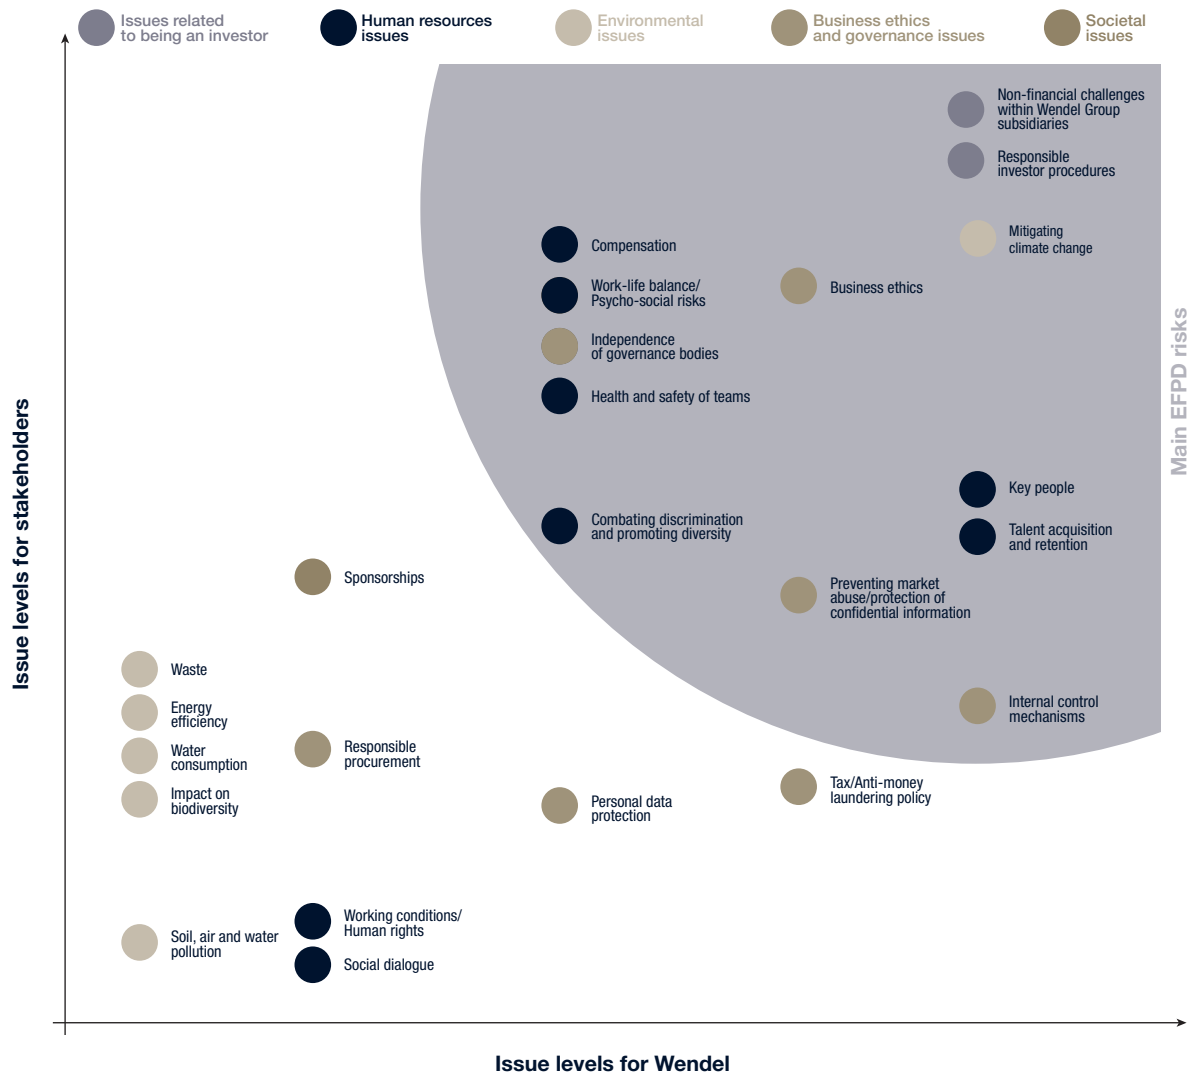 Issues related
to being an investor
Human resources
issues
Environmental
issues
Business ethics
and governance issues
Societal
issues
Non-financial challenges
within Wendel Group
subsidiaries
Responsible
investor procedures
Mitigating
climate change
Compensation
Business ethics
Work-life balance/
Psycho-social risks
Independence
of governance bodies
Health and safety of teams
Key people
Combating discrimination
and promoting diversity
Talent acquisition
and retention
Sponsorships
Preventing market
abuse/protection of
confidential information
Waste
Energy
efficiency
Internal control
mechanisms
Water
consumption
Responsible
procurement
Impact on
biodiversity
Personal data
protection
Tax/Anti-money
laundering policy
Soil, air and water
pollution
Working conditions/
Human rights
Social dialogue
Issue levels for stakeholders
Main EFPD risks
Issue levels for Wendel